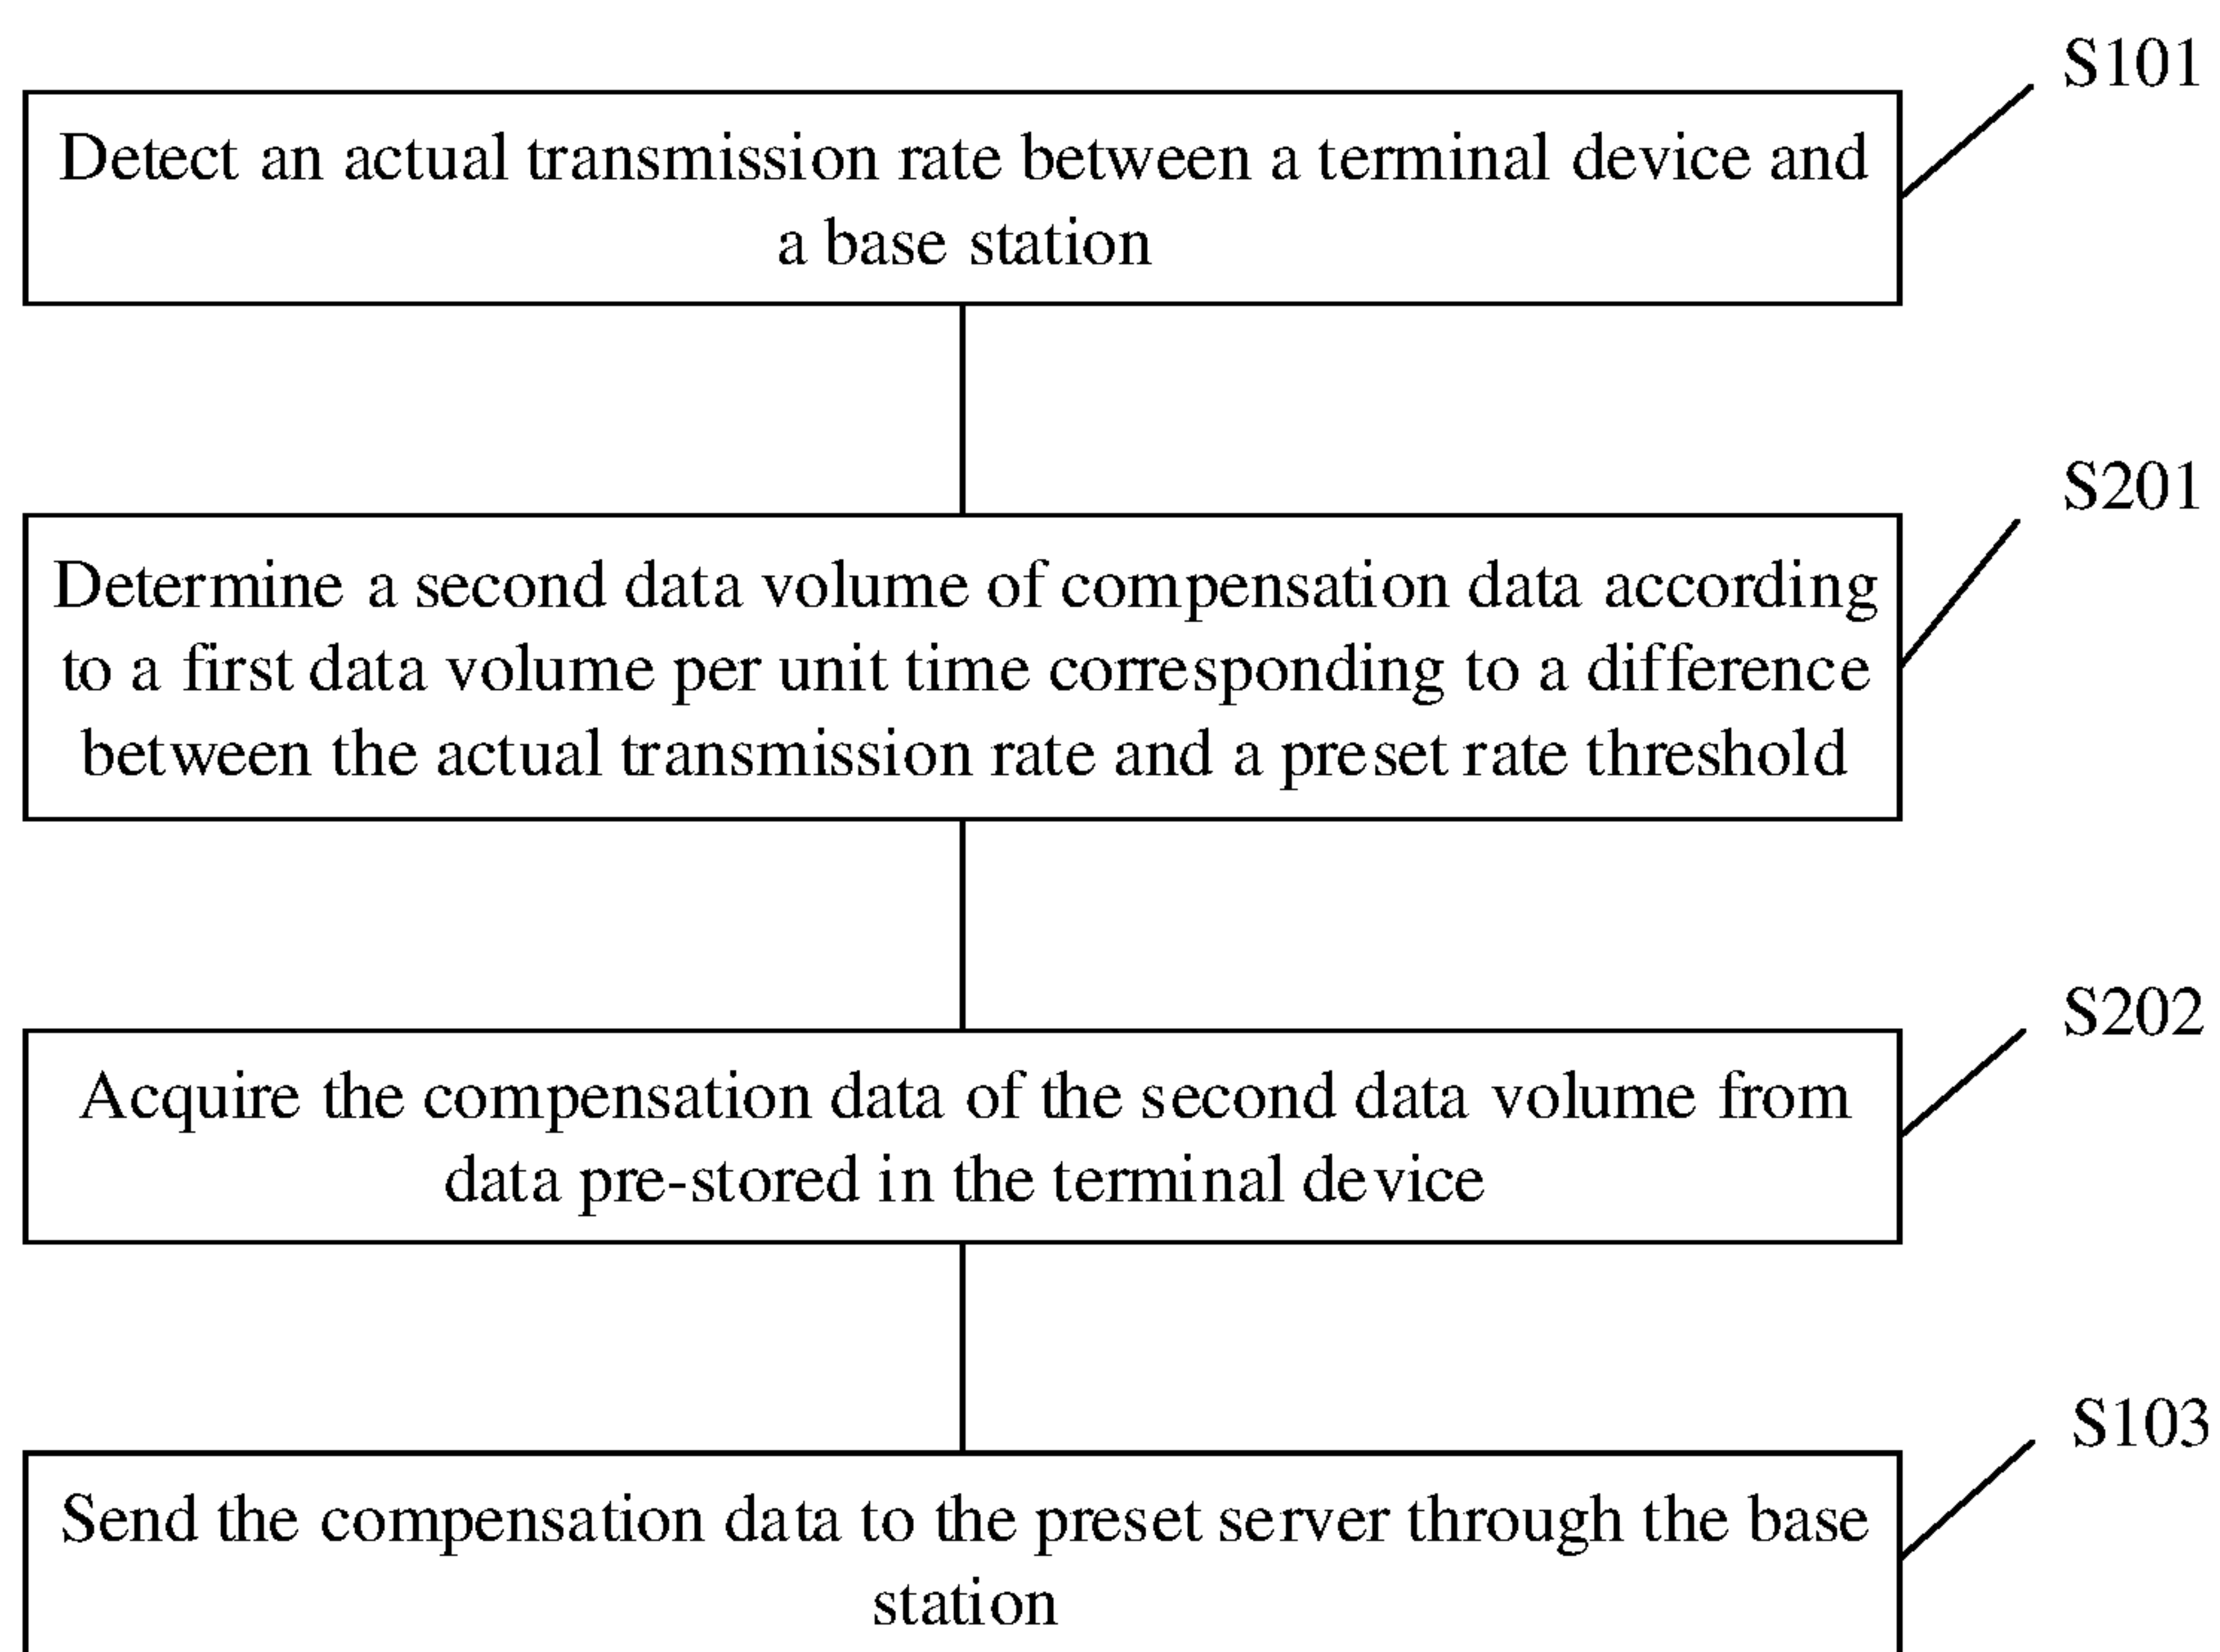 S101
Detect an actual transmission rate between a terminal device and
a base station
S201
Determine a second data volume of compensation data according
to a first data volume per unit time corresponding to a difference
between the actual transmission rate and a preset rate threshold
S202
Acquire the compensation data of the second data volume from
data pre-stored in the terminal device
S103
Send the compensation data to the preset server through the base
station